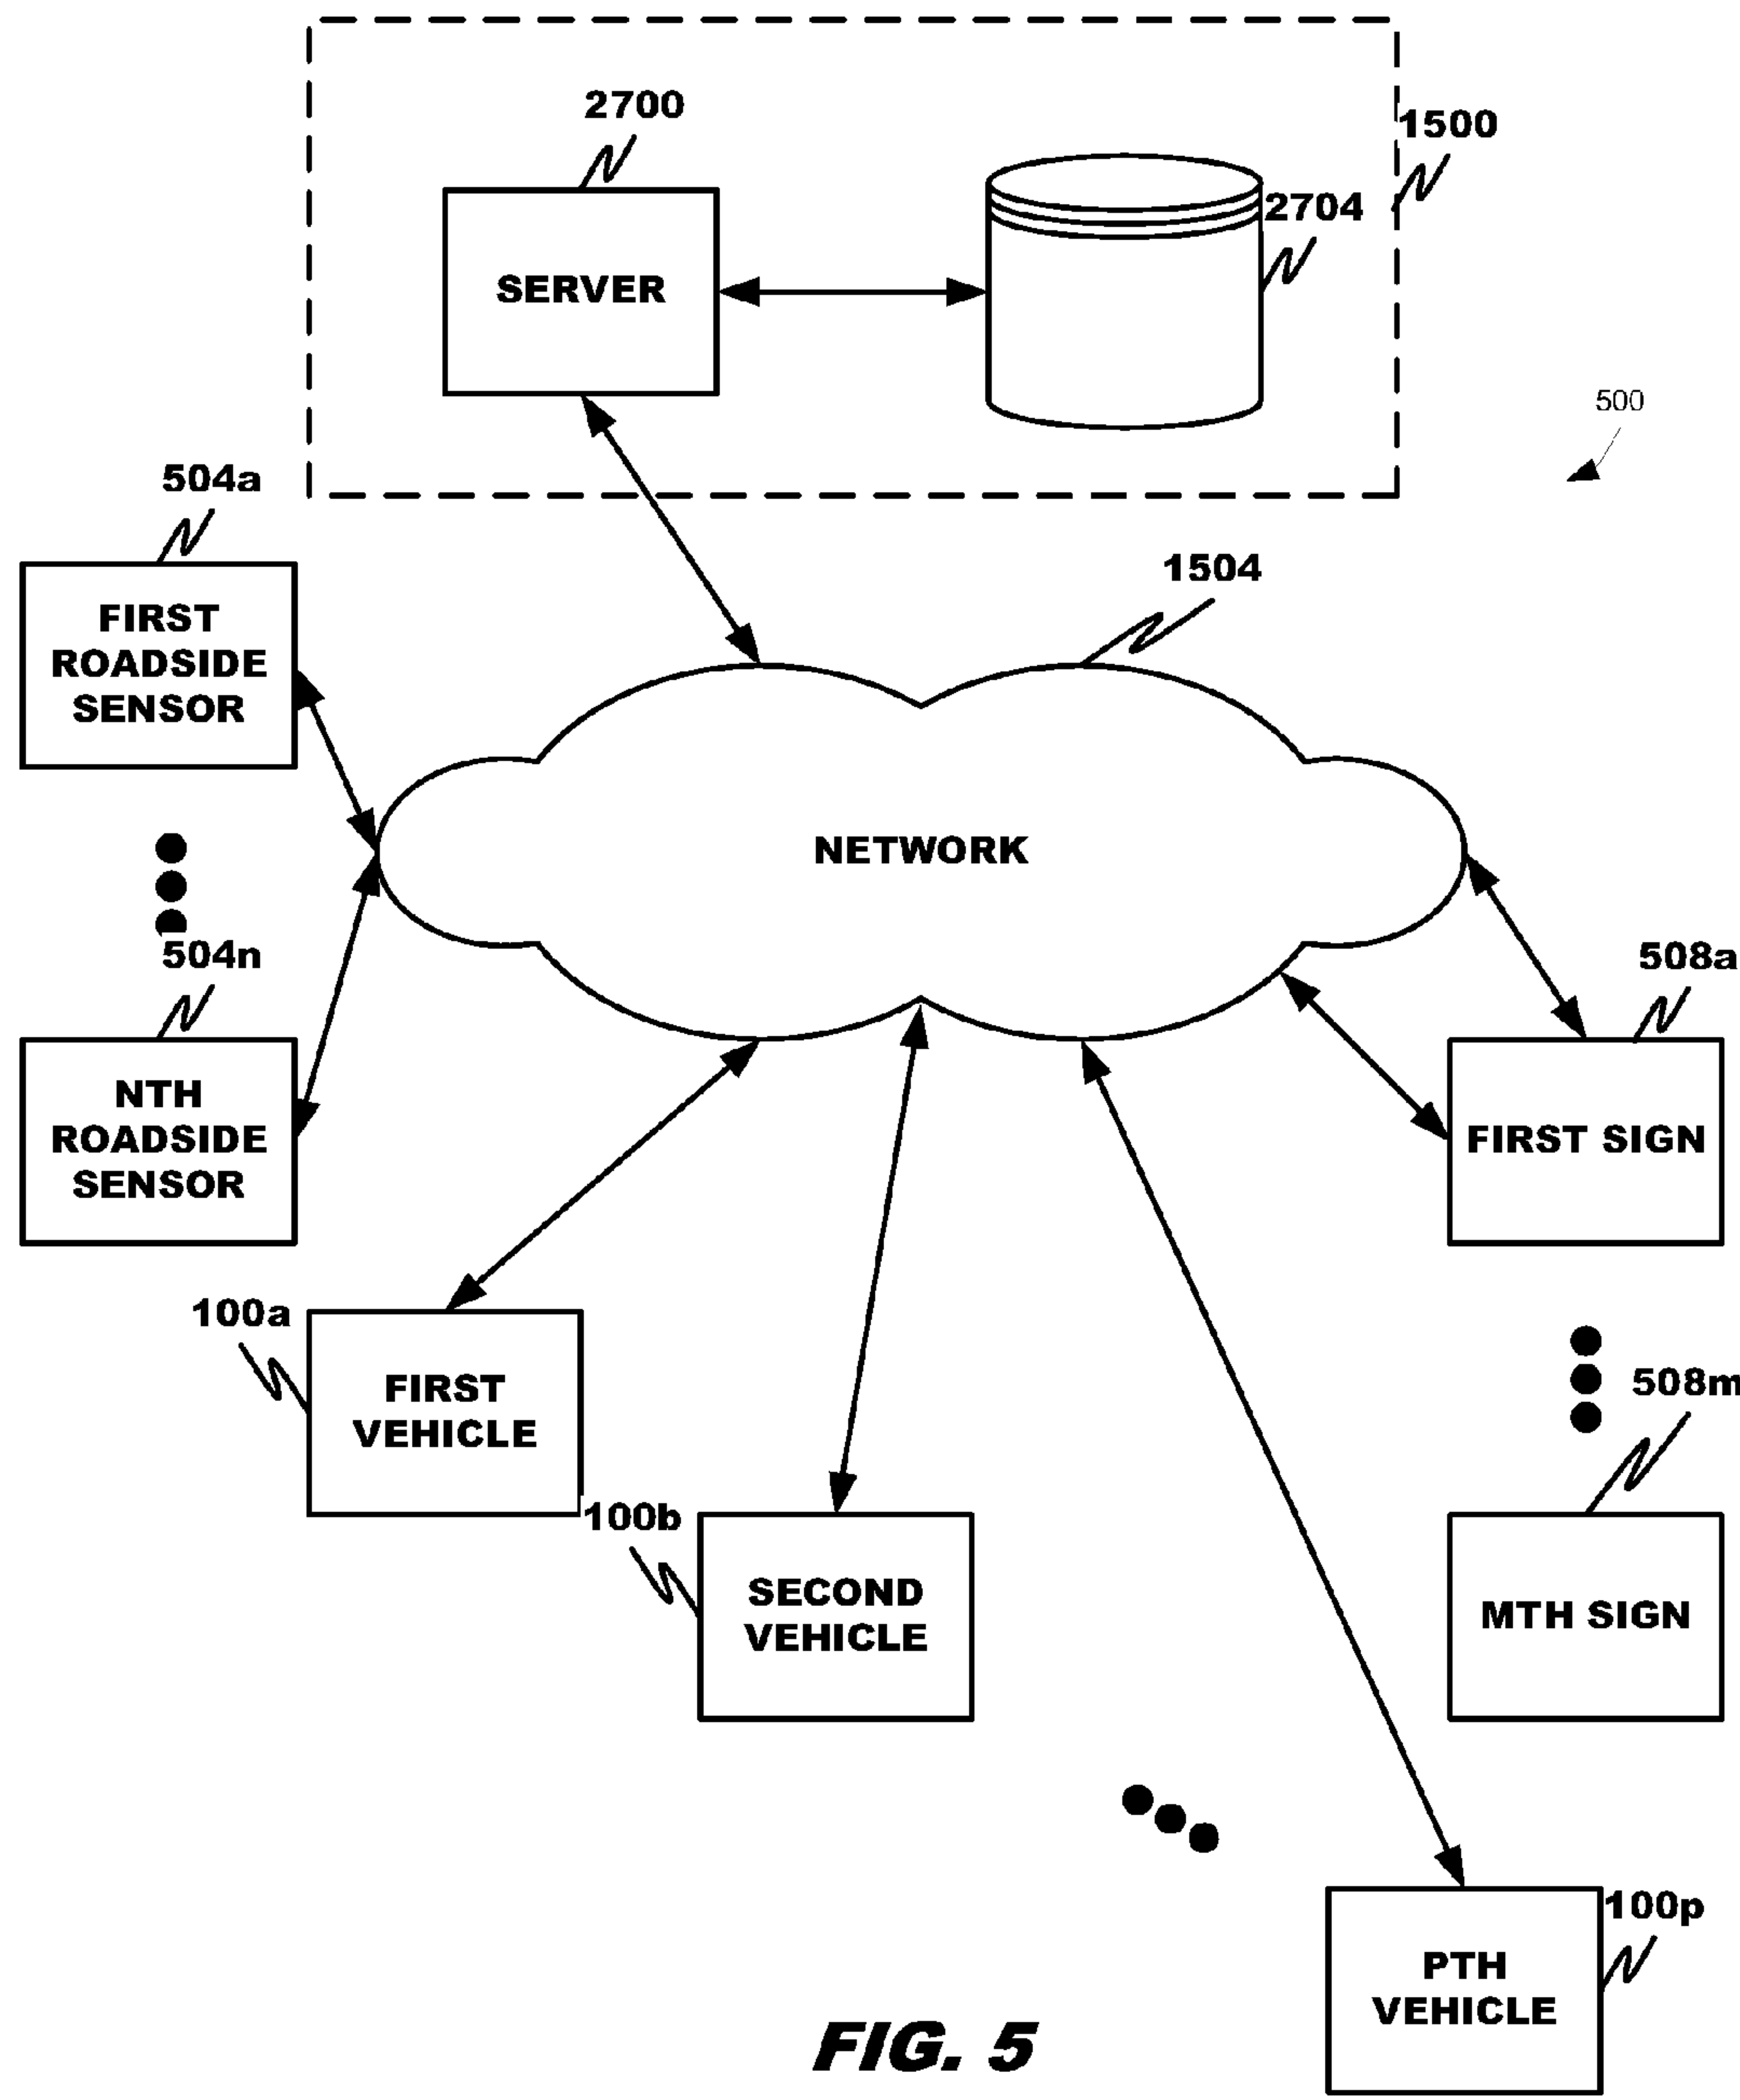 2700
1500
2704
SERVER
500
504a
1504
FIRST
ROADSIDE
SENSOR
NETWORK
504n
508a
NTH
ROADSIDE
SENSOR
FIRST SIGN
100a
FIRST
VEHICLE
508m
100b
SECOND
VEHICLE
MTH SIGN
100p
PTH
VEHICLE
FIG. 5